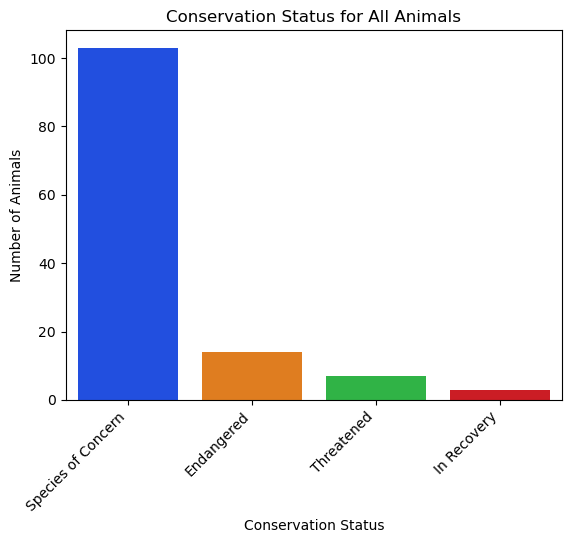 Conservation Status for All Animals
Number of Animals
100
80
60
40
20
0
Species of Concern
Endangered
Threatened
In Recovery
Conservation Status